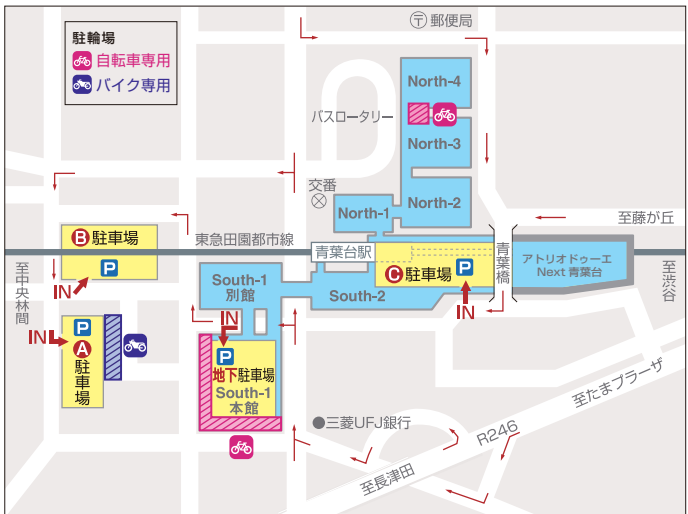 駐輪場
自転車専用
バイク専用
〒 郵便局
バスロータリー
North-4
North-3
North-2
North-1
交番
至藤が丘
東急田園都市線
青葉台駅
青葉橋
アトリオドゥーエ
Next 青葉台
至渋谷
至中央林間
B 駐車場
P
IN
C 駐車場
P
IN
South-1
別館
South-2
IN
P
地下駐車場
South-1
本館
IN
P
A
駐車場
三菱UFJ銀行
R246
至たまプラーザ
至長津田